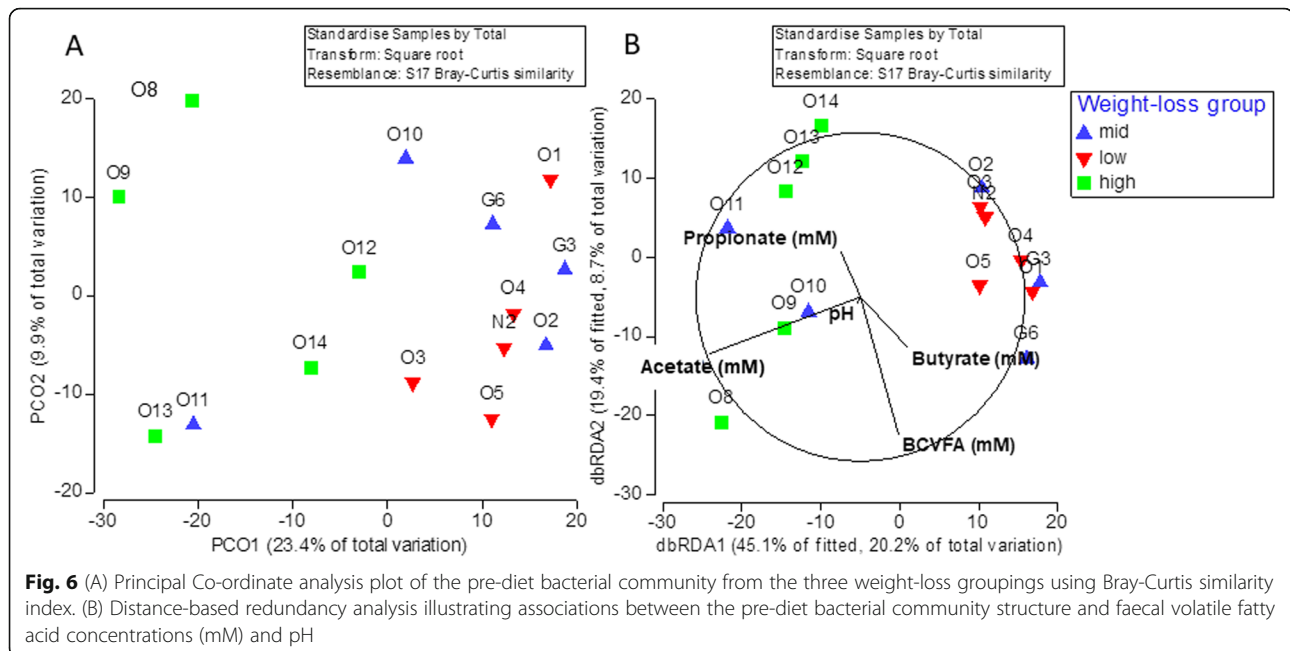 A
Standardise Samples by Total
Transform: Square root
Resemblance: S17 Bray-Curtis similarity
PCO2 (9.9% of total variation)
20
10
0
-10
-20
O8
O9
O10
O1
G6
G3
O12
O4
N2
O2
O14
O3
O5
O13
O11
-30
-20
-10
0
10
20
PCO1 (23.4% of total variation)
B
Standardise Samples by Total
Transform: Square root
Resemblance: S17 Bray-Curtis similarity
dbRDA2 (19.4% of fitted, 8.7% of total variation)
20
10
0
-10
-20
-30
O14
O13
O12
O11
O2
O3
N2
Propionate (mM)
O4
G3
O1
O5
O10
O9
pH
G6
Acetate (mM)
Butyrate (mM)
O8
BCVFA (mM)
-30
-20
-10
0
10
20
dbRDA1 (45.1% of fitted, 20.2% of total variation)
Weight-loss group
mid
low
high
Fig. 6 (A) Principal Co-ordinate analysis plot of the pre-diet bacterial community from the three weight-loss groupings using Bray-Curtis similarity
index. (B) Distance-based redundancy analysis illustrating associations between the pre-diet bacterial community structure and faecal volatile fatty
acid concentrations (mM) and pH